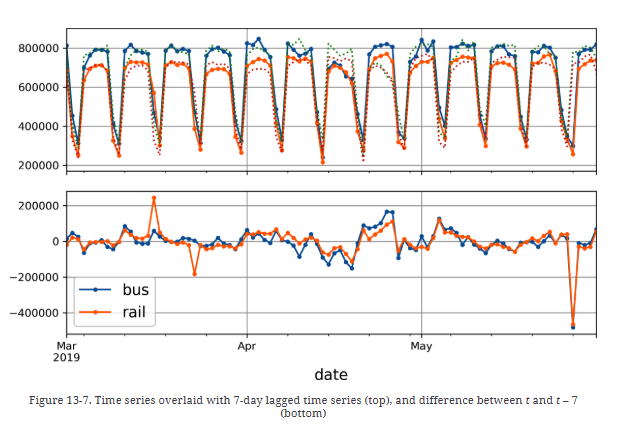 800000
600000
400000
200000
200000
0
−200000
−400000
bus
rail
Mar
2019
Apr
May
date
Figure 13-7. Time series overlaid with 7-day lagged time series (top), and difference between t and t – 7
(bottom)